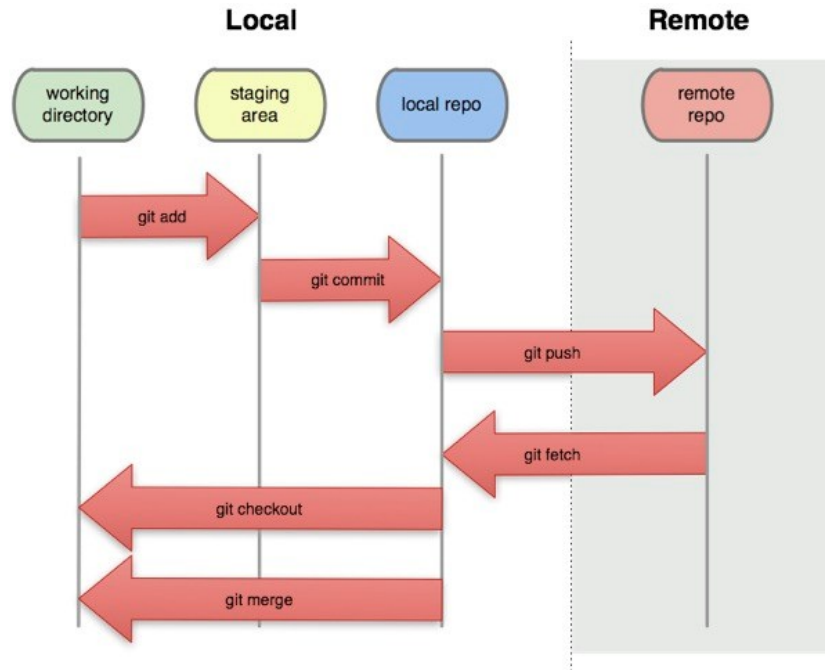 Local
Remote
working
directory
staging
area
local repo
remote
repo
git add
git commit
git push
git fetch
git checkout
git merge